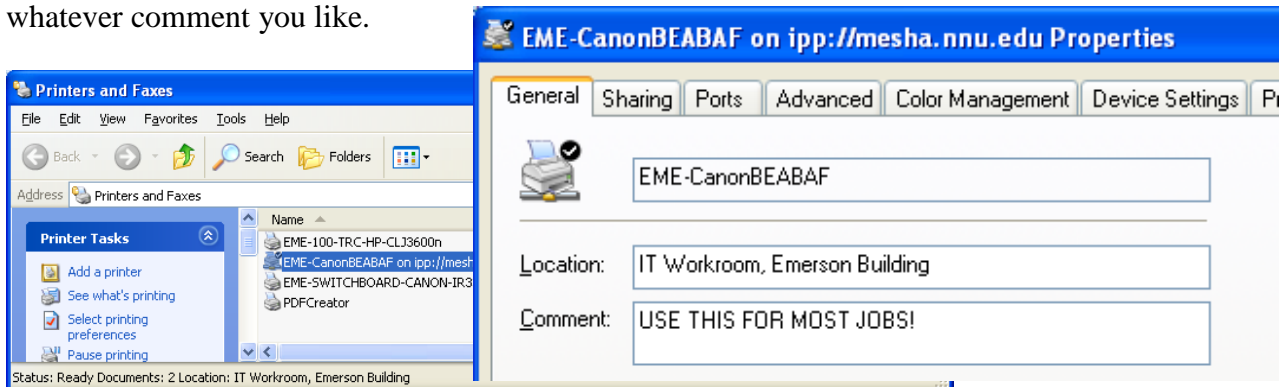 whatever comment you like.
Printers and Faxes
File Edit View Favorites Tools Help
Back Search Folders
Address Printers and Faxes
Printer Tasks
Add a printer
See what's printing
Select printing
preferences
Pause printing
Name
EME-100-TRC-HP-CLJ3600n
EME-CanonBEABAF on ipp://mesh
EME-SWITCHBOARD-CANON-IR3
PDFCreator
Status: Ready Documents: 2 Location: IT Workroom, Emerson Building
EME-CanonBEABAF on ipp://mesha.nnu.edu Properties
General Sharing Ports Advanced Color Management Device Settings
EME-CanonBEABAF
Location: IT Workroom, Emerson Building
Comment: USE THIS FOR MOST JOBS!